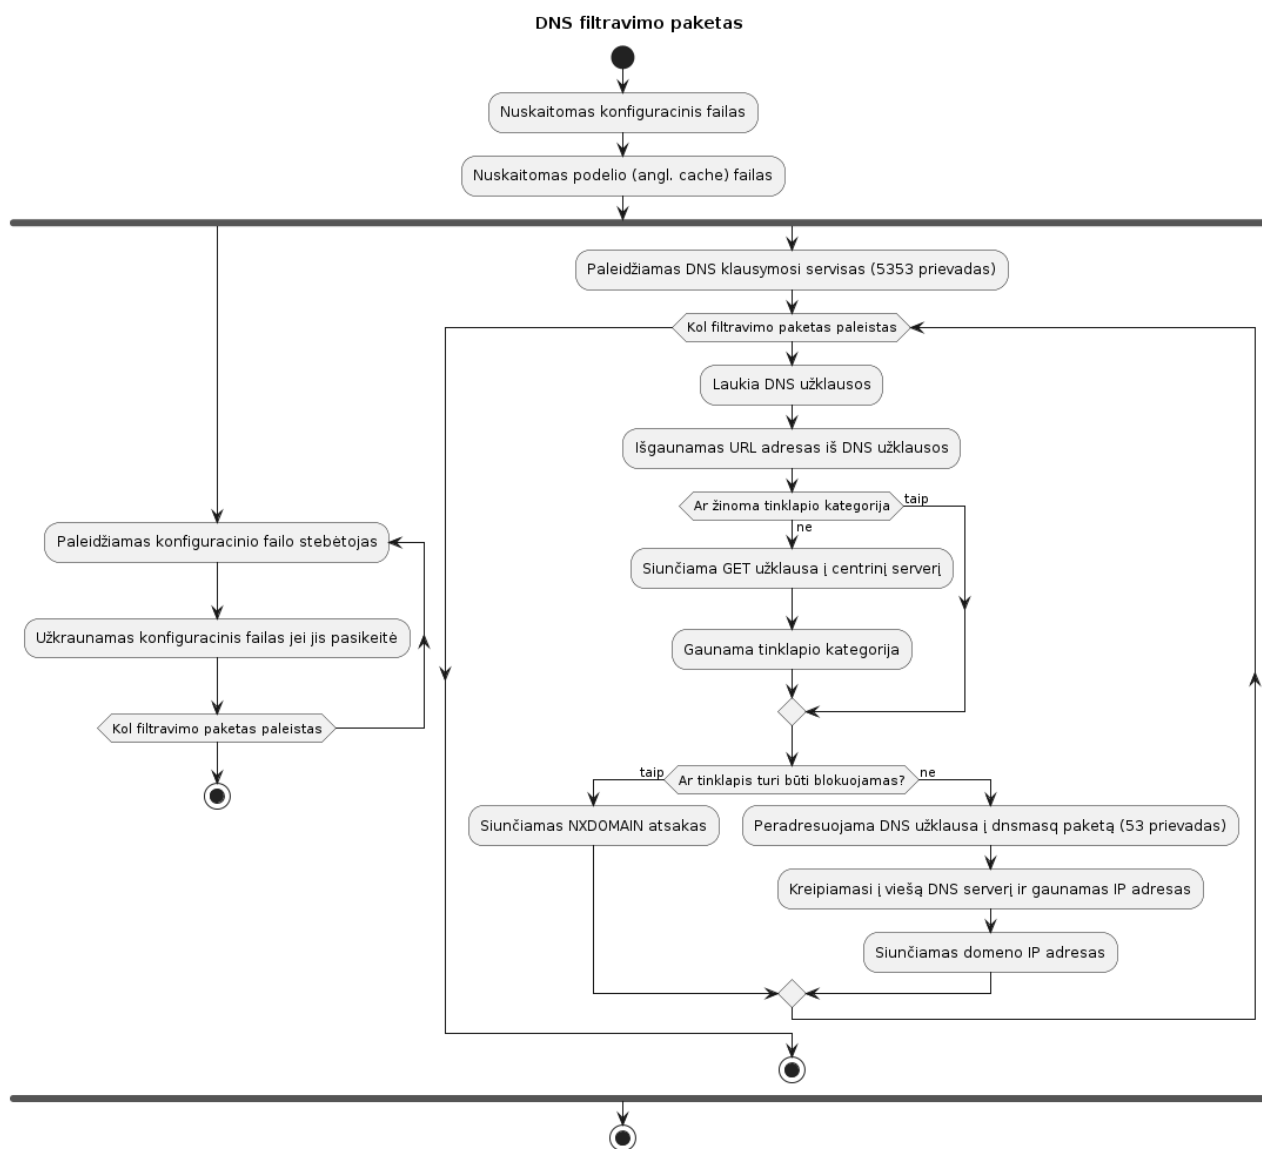 DNS filtravimo paketas
Nuskaitomas konfiguracinis failas
Nuskaitomas podelio (angl. cache) failas
Paleidžiamas konfiguracinio failo stebėtojas
Užkraunamas konfiguracinis failas jei jis pasikeitė
Kol filtravimo paketas paleistas
Paleidžiamas DNS klausymosi servisas (5353 prievadas)
Kol filtravimo paketas paleistas
Laukia DNS užklausos
Išgaunamas URL adresas iš DNS užklausos
Ar žinoma tinklapio kategorija
taip
ne
Siunčiama GET užklausa į centrinį serverį
Gaunama tinklapio kategorija
taip
Ar tinklapis turi būti blokuojamas?
ne
Siunčiamas NXDOMAIN atsakas
Peradresuojama DNS užklausa į dnsmasq paketą (53 prievadas)
Kreipiamasi į viešą DNS serverį ir gaunamas IP adresas
Siunčiamas domeno IP adresas